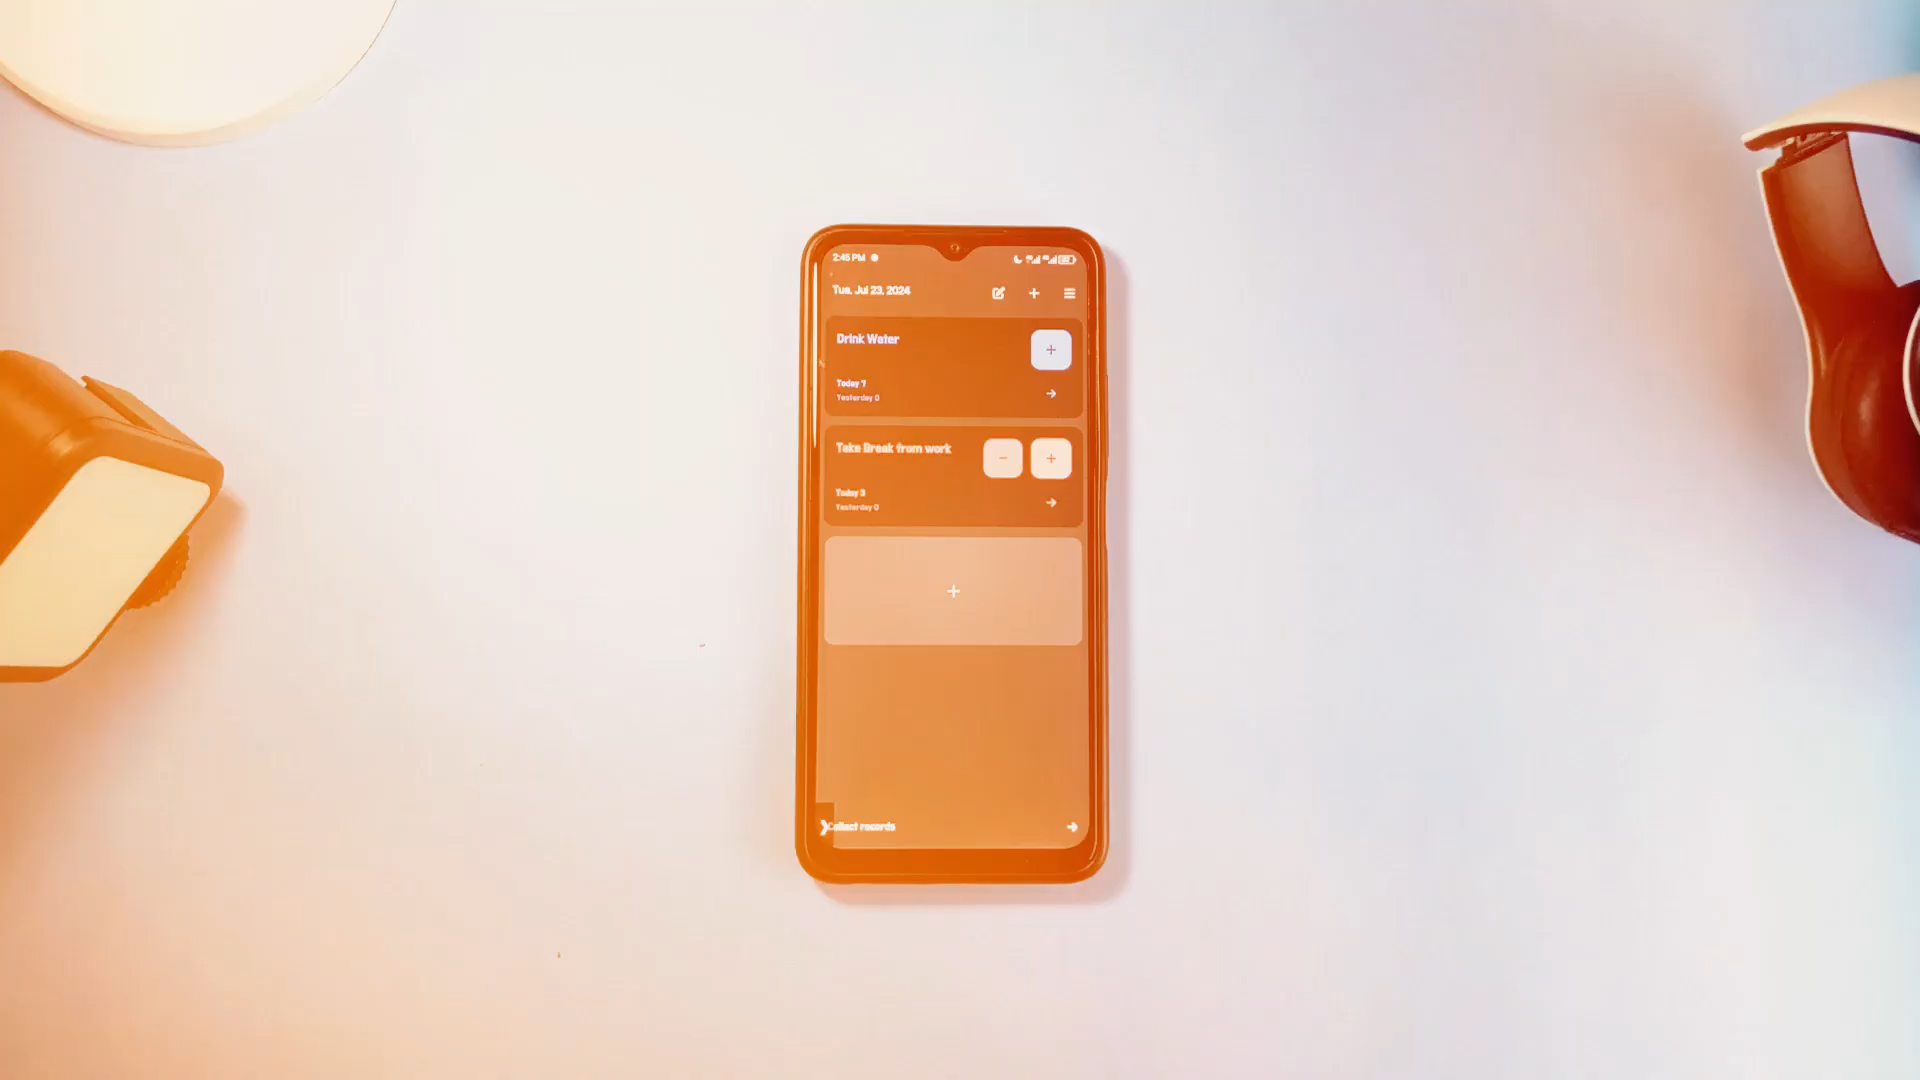 2:45 PM
Tue, Jul 23, 2024
Drink Water
Today 7
Yesterday 0
Take Break from work
Today 3
Yesterday 0
Collect records